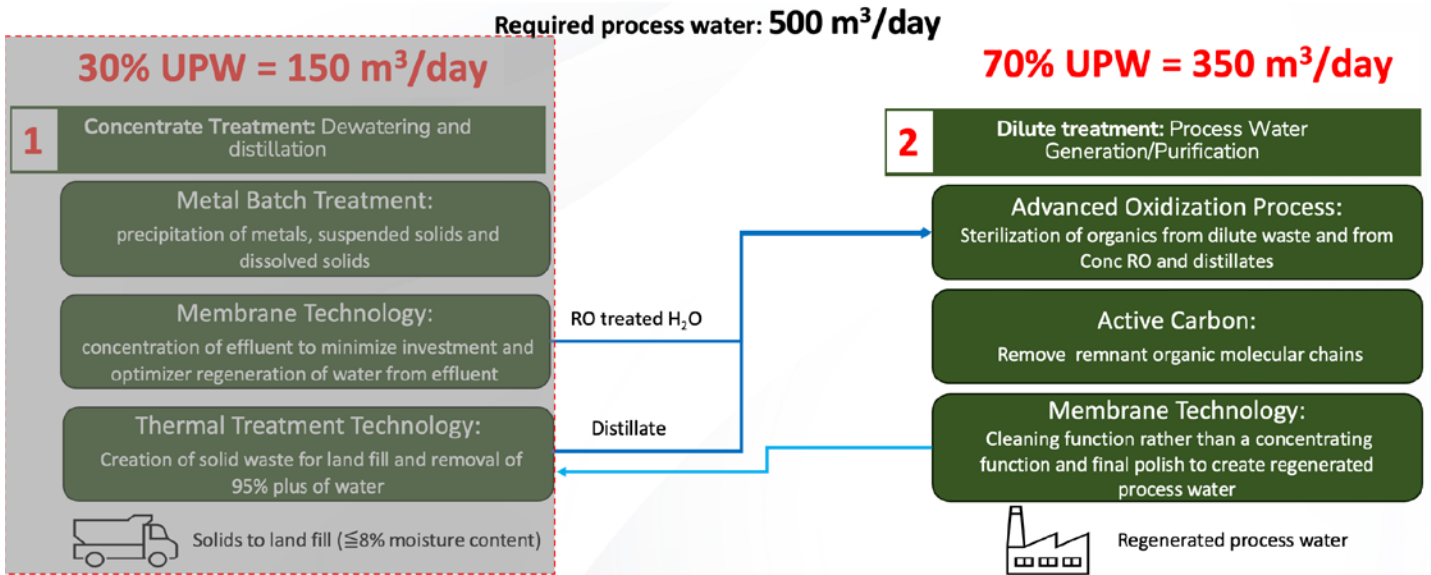 Required process water: 500 m³/day
30% UPW = 150 m³/day
1
Concentrate Treatment: Dewatering and
distillation
Metal Batch Treatment:
precipitation of metals, suspended solids and
dissolved solids
Membrane Technology:
concentration of effluent to minimize investment and
optimizer regeneration of water from effluent
Thermal Treatment Technology:
Creation of solid waste for land fill and removal of
95% plus of water
Solids to land fill (≦8% moisture content)
RO treated H₂O
Distillate
70% UPW = 350 m³/day
2
Dilute treatment: Process Water
Generation/Purification
Advanced Oxidization Process:
Sterilization of organics from dilute waste and from
Conc RO and distillates
Active Carbon:
Remove remnant organic molecular chains
Membrane Technology:
Cleaning function rather than a concentrating
function and final polish to create regenerated
process water
Regenerated process water